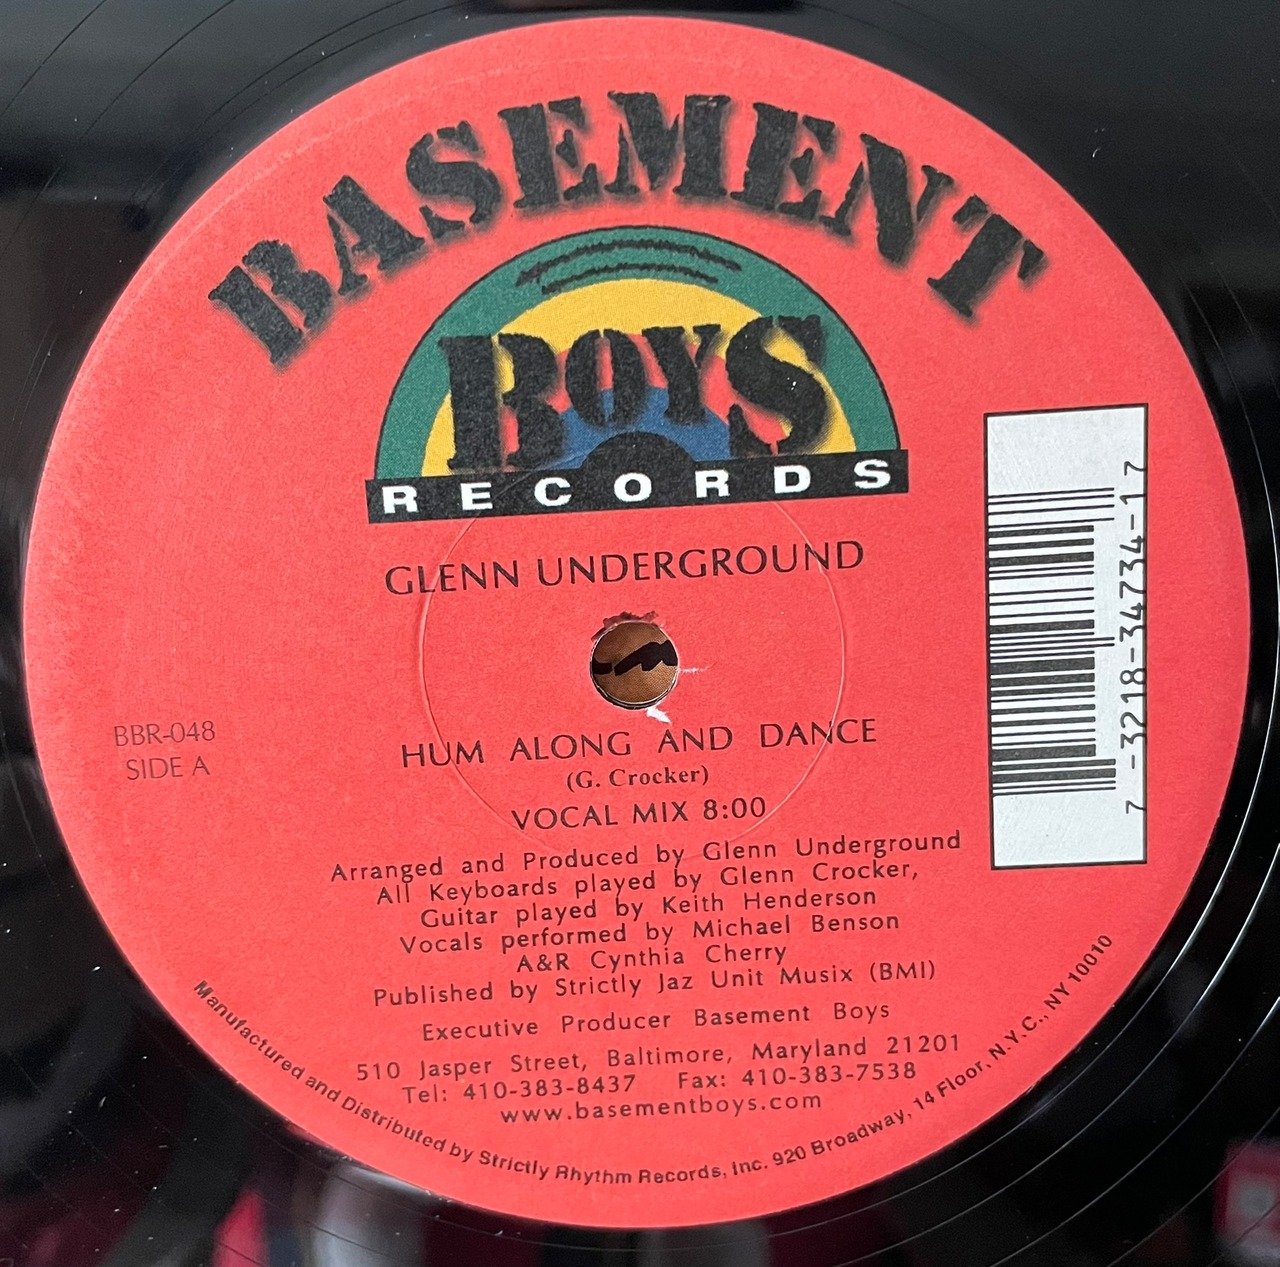 BASEMENT
BOYS
RECORDS
GLENN UNDERGROUND
BBR-048
SIDE A
HUM ALONG AND DANCE
(G. Crocker)
VOCAL MIX 8:00
Arranged and Produced by Glenn Underground
All Keyboards played by Glenn Crocker,
Guitar played by Keith Henderson
Vocals performed by Michael Benson
A&R Cynthia Cherry
Published by Strictly Jaz Unit Musix (BMI)
Executive Producer Basement Boys
510 Jasper Street, Baltimore, Maryland 21201
Tel: 410-383-8437 Fax: 410-383-7538
www.basementboys.com
Manufactured and Distributed by Strictly Rhythm Records, Inc. 920 Broadway, 14 Floor, N.Y.C., NY 10010
7 -3218-34734-1 7